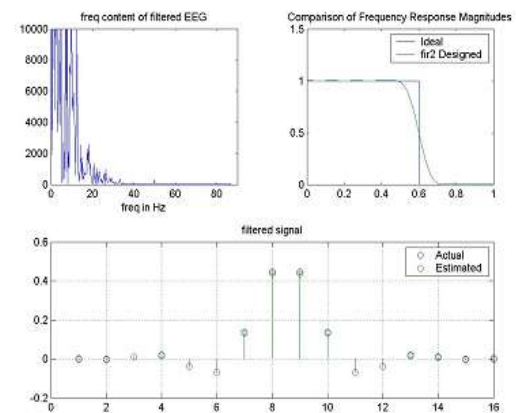 freq content of filtered EEG
10000
8000
6000
4000
2000
0
0 20 40 60 80
freq in Hz
Comparison of Frequency Response Magnitudes
1.5
1
0.5
0
0 0.2 0.4 0.6 0.8 1
Ideal
fir2 Designed
filtered signal
0.6
0.4
0.2
0
-0.2
0 2 4 6 8 10 12 14 16
Actual
Estimated